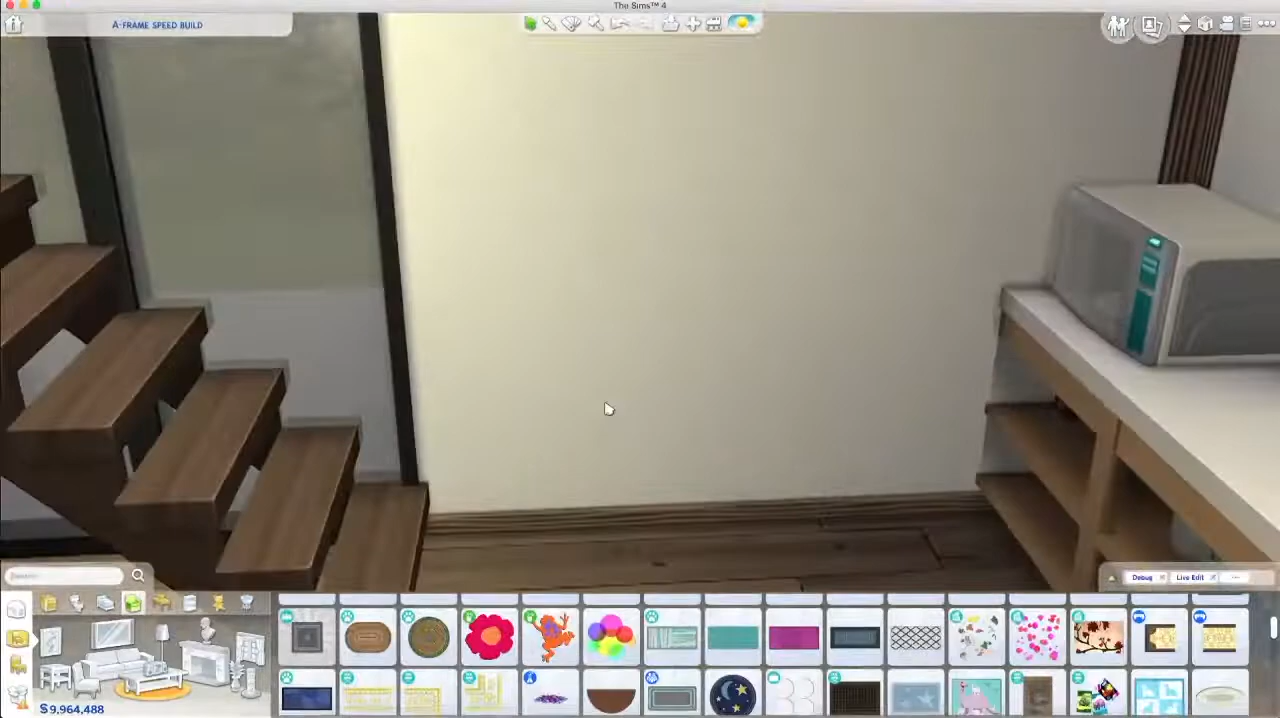 The Sims™ 4
A-FRAME SPEED BUILD
Debug
Live Edit
§9,964,488